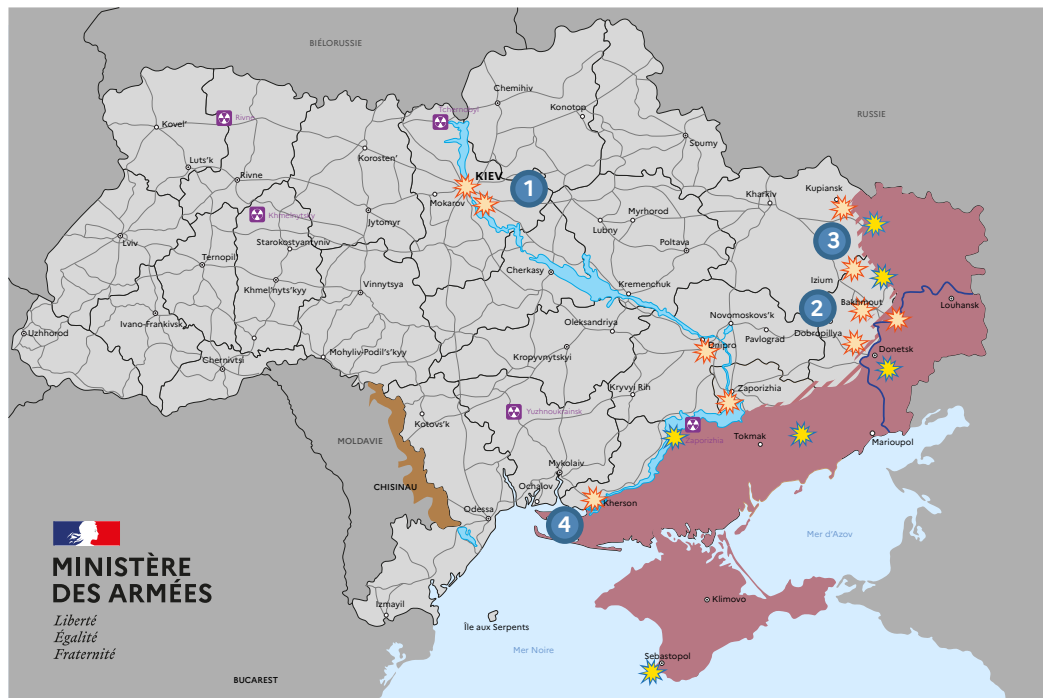 BIÉLORUSSIE
RUSSIE
Chemihiv
Konotop
Tchernobyl
Rivne
Kovel'
Soumy
Korosten'
Luts'k
Rivne
KIEV
1
Makarov
Kharkiv
Kupiansk
Khmelnytsky
Jytomyr
Myrhorod
Lubny
Lviv
Starokostyantyniv
Poltava
3
Ternopil
Cherkasy
Izium
Khmel'nyts'kyy
Vinnytsya
Kremenchuk
Bakhmout
Louhansk
2
Ivano-Frankivsk
Oleksandriya
Novomoskovs'k
Uzhhorod
Pavlograd
Dobropillya
Dnipro
Chernivtsi
Mohyliv-Podil's'kyy
Kropyvnytskyi
Donetsk
Kryvyi Rih
Zaporizhia
Yuzhnoukrainsk
Kotovs'k
MOLDAVIE
Zaporizhia
Tokmak
Marioupol
Mykolaiv
CHISINAU
Ochalov
Kherson
Odessa
4
Mer d'Azov
MINISTÈRE
DES ARMÉES
Liberté
Égalité
Fraternité
Klimovo
Izmayil
Île aux Serpents
Mer Noire
Sebastopol
BUCAREST